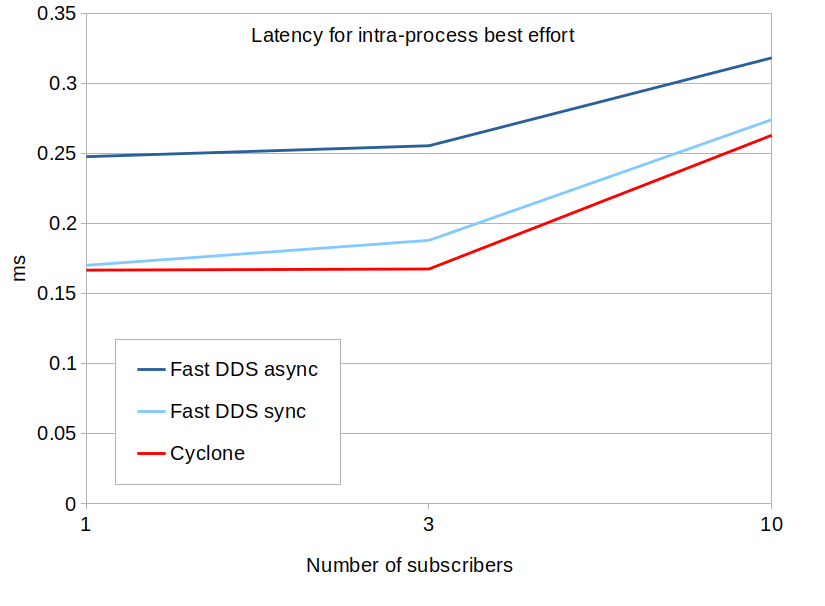 Latency for intra-process best effort
0.35
0.3
0.25
0.2
0.15
0.1
0.05
0
ms
Fast DDS async
Fast DDS sync
Cyclone
1 3 10
Number of subscribers